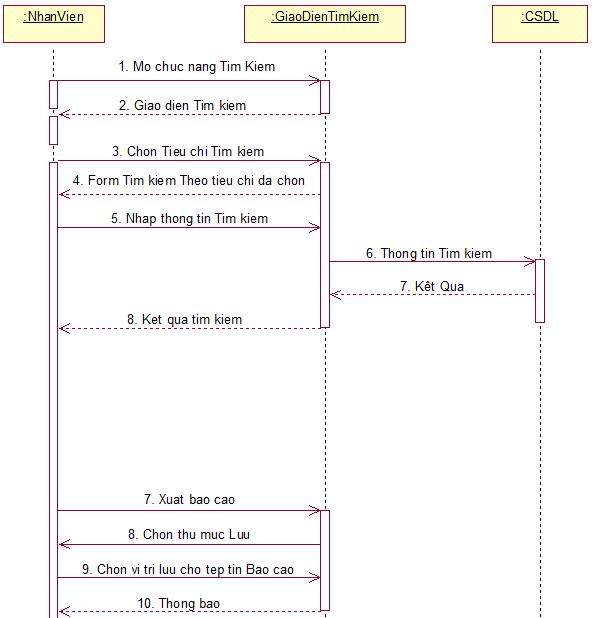 :NhanVien
:GiaoDienTimKiem
:CSDL
1. Mo chuc nang Tim Kiem
2. Giao dien Tim kiem
3. Chon Tieu chi Tim kiem
4. Form Tim kiem Theo tieu chi da chon
5. Nhap thong tin Tim kiem
6. Thong tin Tim kiem
7. Kêt Qua
8. Ket qua tim kiem
7. Xuat bao cao
8. Chon thu muc Luu
9. Chon vi tri luu cho tep tin Bao cao
10. Thong bao